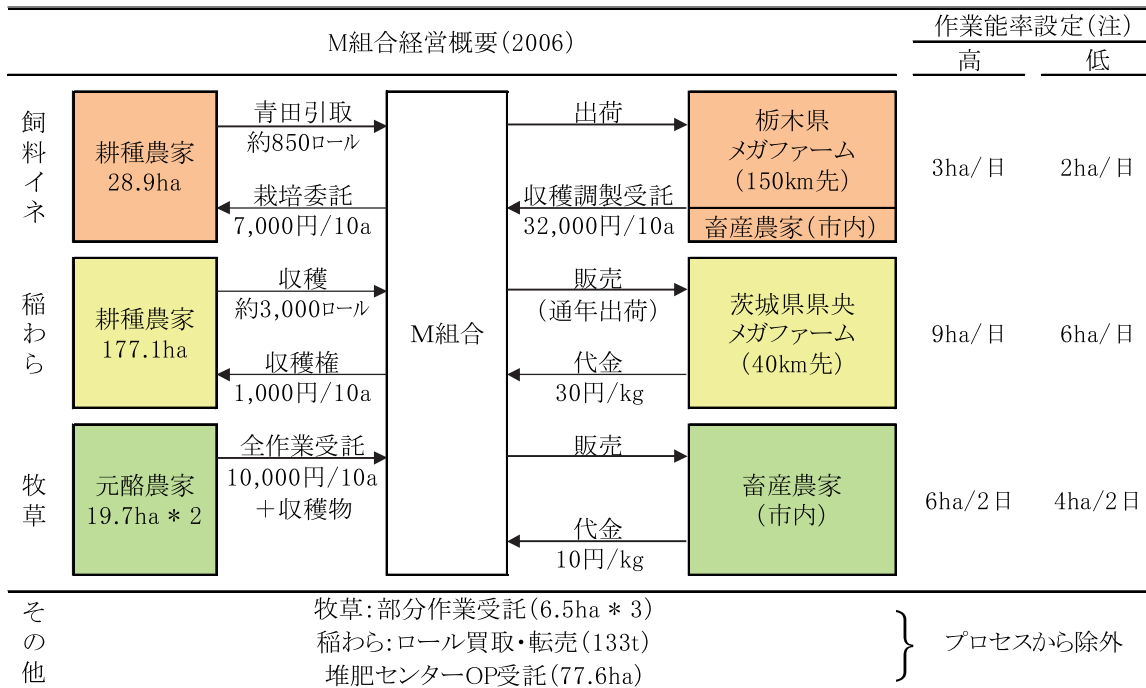 M組合経営概要(2006)
作業能率設定(注)
高
低
飼料イネ
耕種農家
28.9ha
青田引取
約850ロール
栽培委託
7,000円/10a
出荷
収穫調製受託
32,000円/10a
栃木県
メガファーム
(150km先)
畜産農家(市内)
3ha/日
2ha/日
稲わら
耕種農家
177.1ha
収穫
約3,000ロール
収穫権
1,000円/10a
M組合
販売
(通年出荷)
代金
30円/kg
茨城県県央
メガファーム
(40km先)
9ha/日
6ha/日
牧草
元酪農家
19.7ha * 2
全作業受託
10,000円/10a
+収穫物
販売
代金
10円/kg
畜産農家
(市内)
6ha/2日
4ha/2日
その他
牧草:部分作業受託(6.5ha * 3)
稲わら:ロール買取・転売(133t)
堆肥センターOP受託(77.6ha)
プロセスから除外